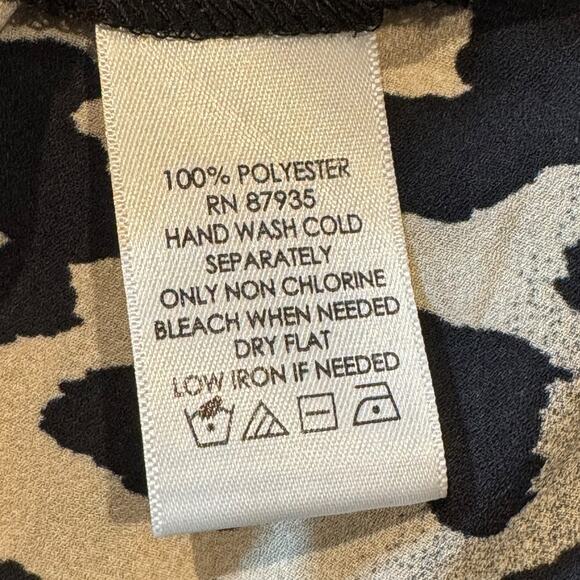 100% POLYESTER
RN 87935
HAND WASH COLD
SEPARATELY
ONLY NON CHLORINE
BLEACH WHEN NEEDED
DRY FLAT
LOW IRON IF NEEDED